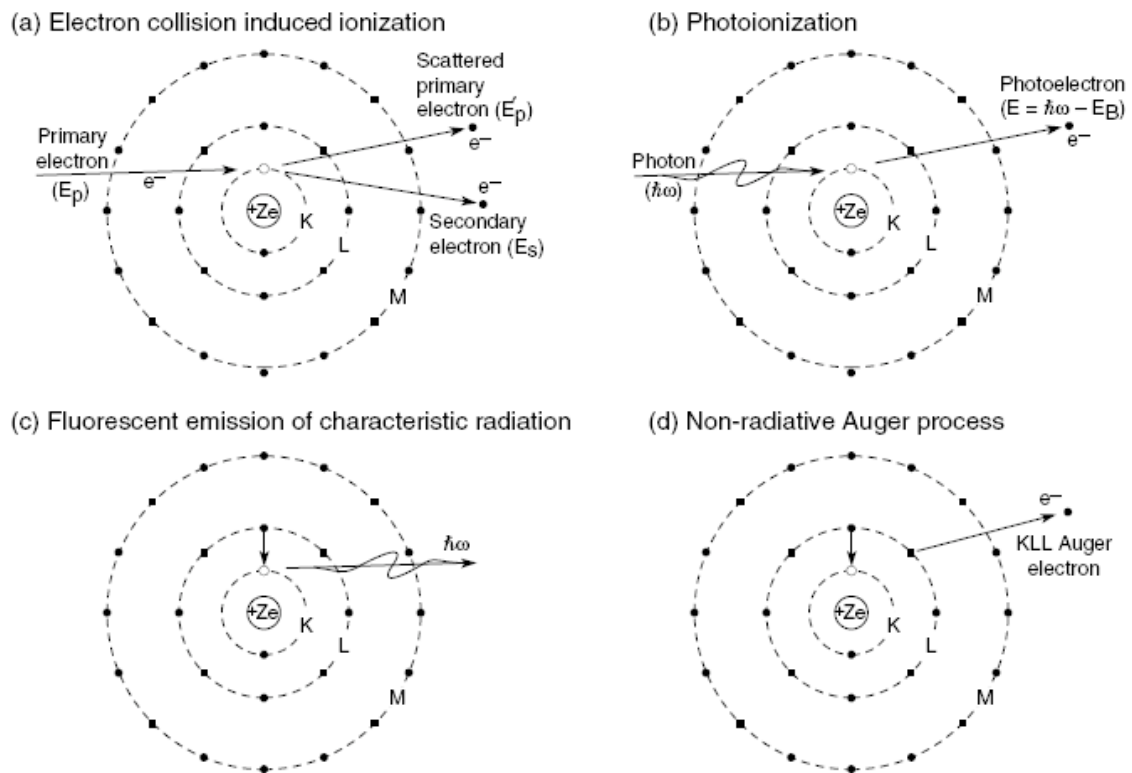 (a) Electron collision induced ionization
Scattered
primary
electron (E′p)
e–
Primary
electron
(Ep)
e–
e–
Secondary
electron (Es)
+Ze
K
L
M
(b) Photoionization
Photoelectron
(E = ℏω – EB)
e–
Photon
(ℏω)
+Ze
K
L
M
(c) Fluorescent emission of characteristic radiation
ℏω
+Ze
K
L
M
(d) Non-radiative Auger process
e–
KLL Auger
electron
+Ze
K
L
M